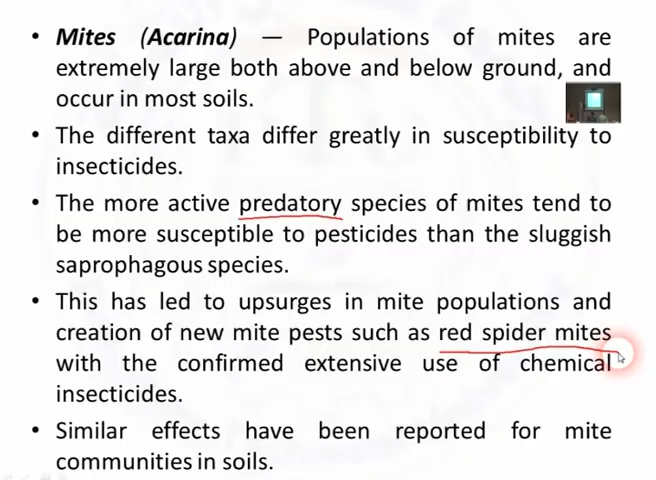 • Mites (Acarina) — Populations of mites are
extremely large both above and below ground, and
occur in most soils.
• The different taxa differ greatly in susceptibility to
insecticides.
• The more active predatory species of mites tend to
be more susceptible to pesticides than the sluggish
saprophagous species.
• This has led to upsurges in mite populations and
creation of new mite pests such as red spider mites
with the confirmed extensive use of chemical
insecticides.
• Similar effects have been reported for mite
communities in soils.